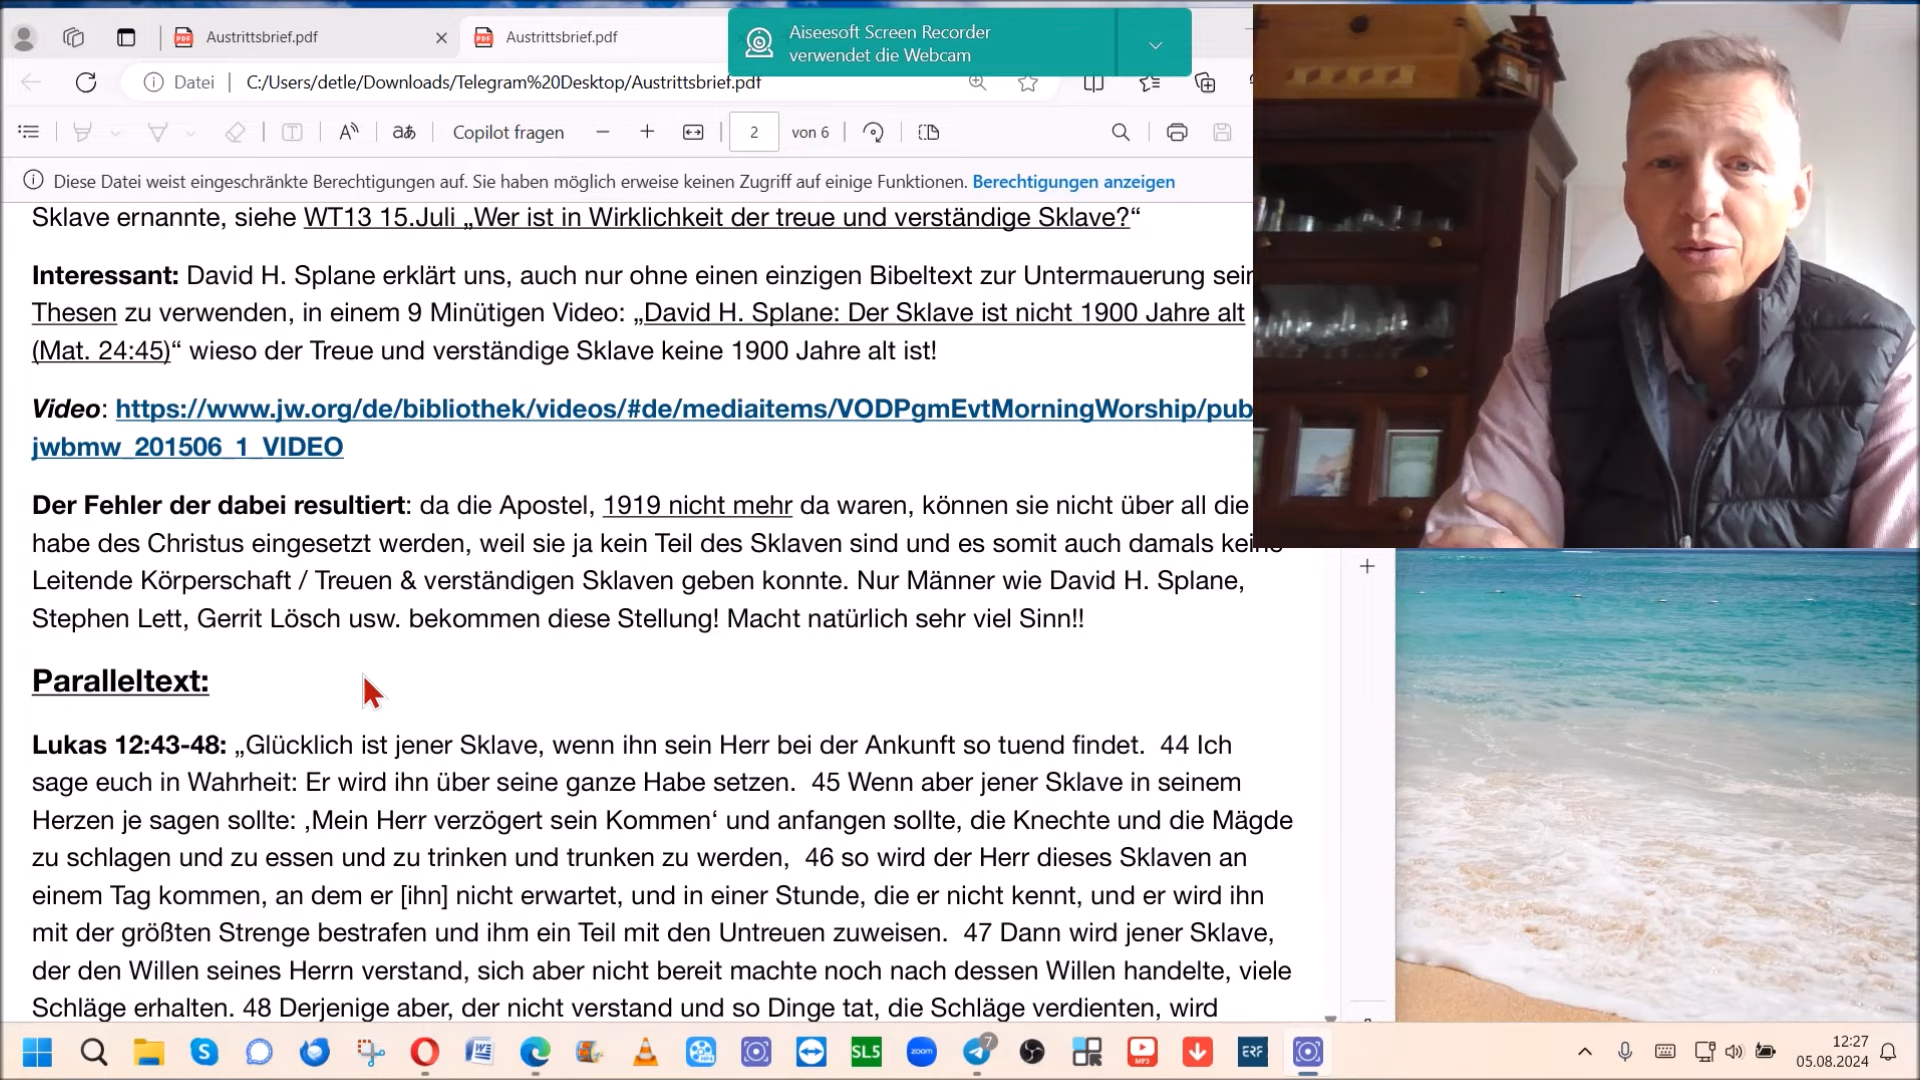 Austrittsbrief.pdf
Austrittsbrief.pdf
Aiseesoft Screen Recorder
verwendet die Webcam
Datei
C:/Users/detle/Downloads/Telegram%20Desktop/Austrittsbrief.pdf
Copilot fragen
2
von 6
Diese Datei weist eingeschränkte Berechtigungen auf. Sie haben möglich erweise keinen Zugriff auf einige Funktionen. Berechtigungen anzeigen
Sklave ernannte, siehe WT13 15.Juli „Wer ist in Wirklichkeit der treue und verständige Sklave?“
Interessant: David H. Splane erklärt uns, auch nur ohne einen einzigen Bibeltext zur Untermauerung sein
Thesen zu verwenden, in einem 9 Minütigen Video: „David H. Splane: Der Sklave ist nicht 1900 Jahre alt
(Mat. 24:45)“ wieso der Treue und verständige Sklave keine 1900 Jahre alt ist!
Video: https://www.jw.org/de/bibliothek/videos/#de/mediaitems/VODPgmEvtMorningWorship/pub
jwbmw_201506_1_VIDEO
Der Fehler der dabei resultiert: da die Apostel, 1919 nicht mehr da waren, können sie nicht über all die
habe des Christus eingesetzt werden, weil sie ja kein Teil des Sklaven sind und es somit auch damals keine
Leitende Körperschaft / Treuen & verständigen Sklaven geben konnte. Nur Männer wie David H. Splane,
Stephen Lett, Gerrit Lösch usw. bekommen diese Stellung! Macht natürlich sehr viel Sinn!!
Paralleltext:
Lukas 12:43-48: „Glücklich ist jener Sklave, wenn ihn sein Herr bei der Ankunft so tuend findet. 44 Ich
sage euch in Wahrheit: Er wird ihn über seine ganze Habe setzen. 45 Wenn aber jener Sklave in seinem
Herzen je sagen sollte: ‚Mein Herr verzögert sein Kommen‘ und anfangen sollte, die Knechte und die Mägde
zu schlagen und zu essen und zu trinken und trunken zu werden, 46 so wird der Herr dieses Sklaven an
einem Tag kommen, an dem er [ihn] nicht erwartet, und in einer Stunde, die er nicht kennt, und er wird ihn
mit der größten Strenge bestrafen und ihm ein Teil mit den Untreuen zuweisen. 47 Dann wird jener Sklave,
der den Willen seines Herrn verstand, sich aber nicht bereit machte noch nach dessen Willen handelte, viele
Schläge erhalten. 48 Derjenige aber, der nicht verstand und so Dinge tat, die Schläge verdienten, wird
SL5
zoom
7
MP3
ERF
12:27
05.08.2024